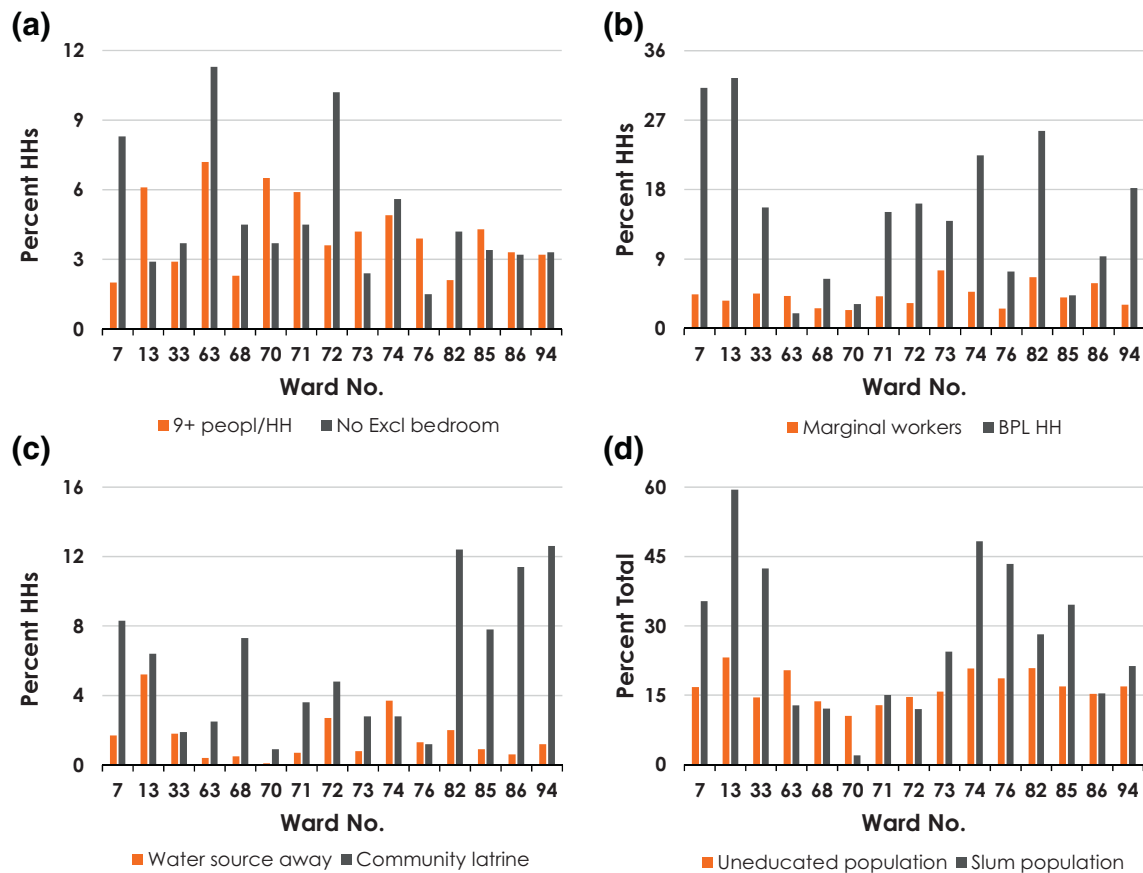 (a)
12
9
6
3
0
Percent HHs
7 13 33 63 68 70 71 72 73 74 76 82 85 86 94
Ward No.
9+ peopl/HH No Excl bedroom
(b)
36
27
18
9
0
Percent HHs
7 13 33 63 68 70 71 72 73 74 76 82 85 86 94
Ward No.
Marginal workers BPL HH
(c)
16
12
8
4
0
Percent HHs
7 13 33 63 68 70 71 72 73 74 76 82 85 86 94
Ward No.
Water source away Community latrine
(d)
60
45
30
15
0
Percent Total
7 13 33 63 68 70 71 72 73 74 76 82 85 86 94
Ward No.
Uneducated population Slum population